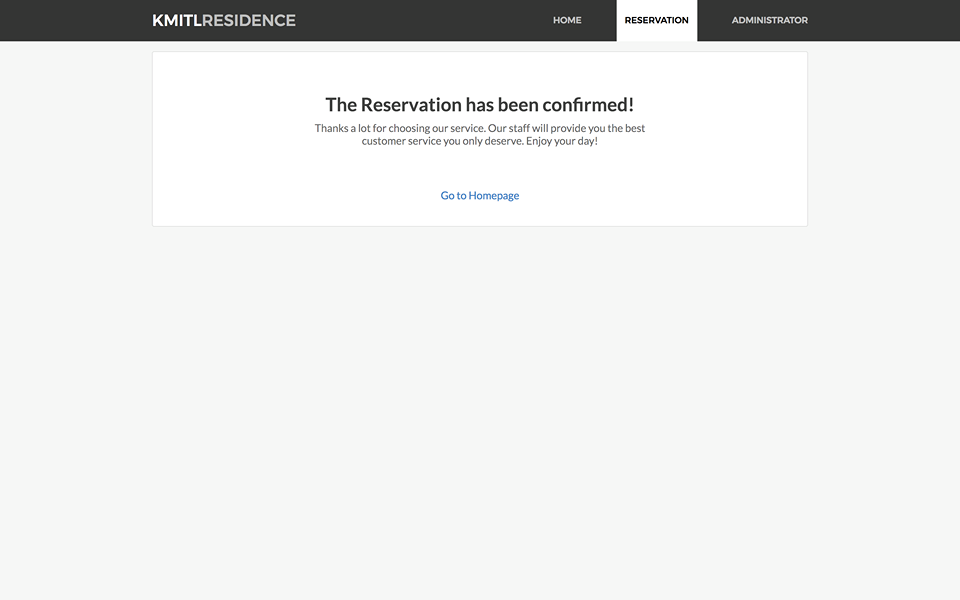 KMITLRESIDENCE
HOME
RESERVATION
ADMINISTRATOR
The Reservation has been confirmed!
Thanks a lot for choosing our service. Our staff will provide you the best
customer service you only deserve. Enjoy your day!
Go to Homepage